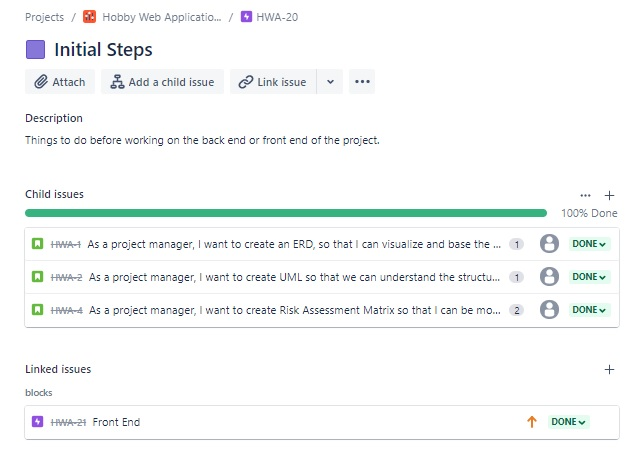 Projects / Hobby Web Applicatio... / HWA-20
Initial Steps
Attach Add a child issue Link issue ...
Description
Things to do before working on the back end or front end of the project.
Child issues ... +
100% Done
HWA-1 As a project manager, I want to create an ERD, so that I can visualize and base the ... 1 DONE
HWA-2 As a project manager, I want to create UML so that we can understand the structu... 1 DONE
HWA-4 As a project manager, I want to create Risk Assessment Matrix so that I can be mo... 2 DONE
Linked issues +
blocks
HWA-21 Front End DONE